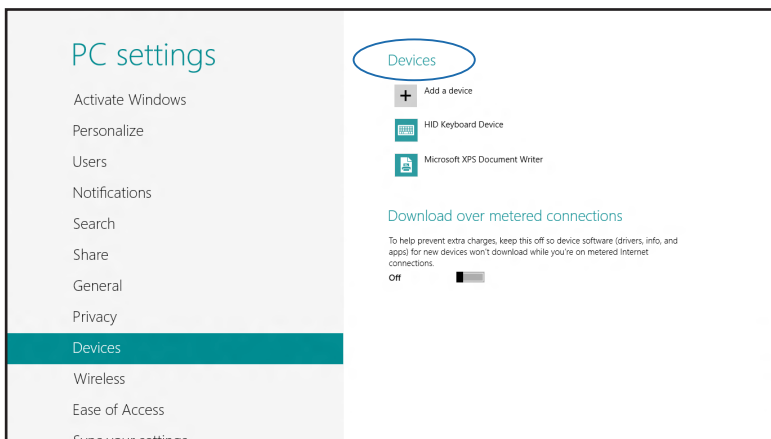 PC settings
Activate Windows
Personalize
Users
Notifications
Search
Share
General
Privacy
Devices
Wireless
Ease of Access
Sync your settings
Devices
Add a device
HID Keyboard Device
Microsoft XPS Document Writer
Download over metered connections
To help prevent extra charges, keep this off so device software (drivers, info, and
apps) for new devices won't download while you're on metered Internet
connections.
Off